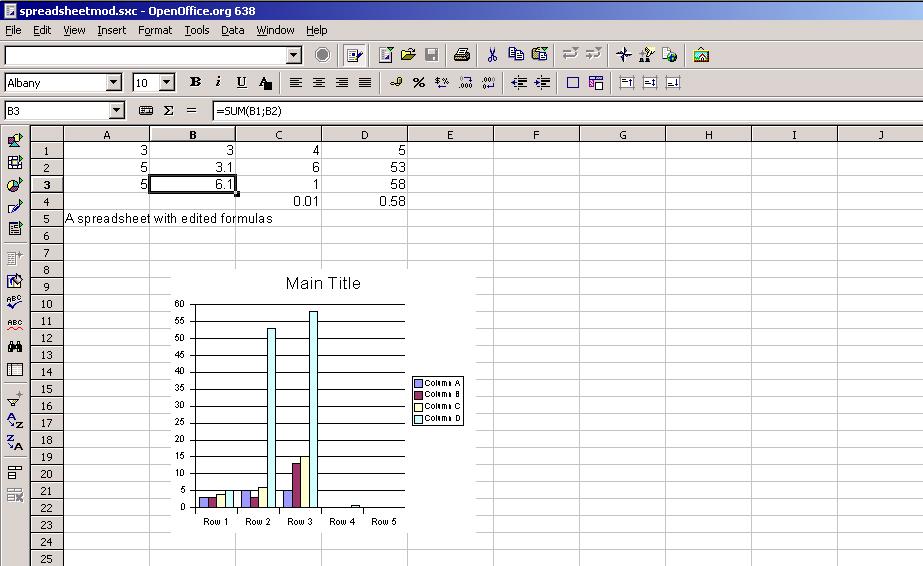 spreadsheetmod.sxc - OpenOffice.org 638
File Edit View Insert Format Tools Data Window Help
Albany 10 B i U A
B3 Σ = =SUM(B1;B2)
A B C D E F G H I J
1 3 3 4 5
2 5 3.1 6 53
3 5 6.1 1 58
4 0.01 0.58
5 A spreadsheet with edited formulas
6
7
8
9
10
11
12
13
14
15
16
17
18
19
20
21
22
23
24
25
Main Title
60
55
50
45
40
35
30
25
20
15
10
5
0
Row 1 Row 2 Row 3 Row 4 Row 5
Column A
Column B
Column C
Column D
ABC
ABC
A Z
Z A